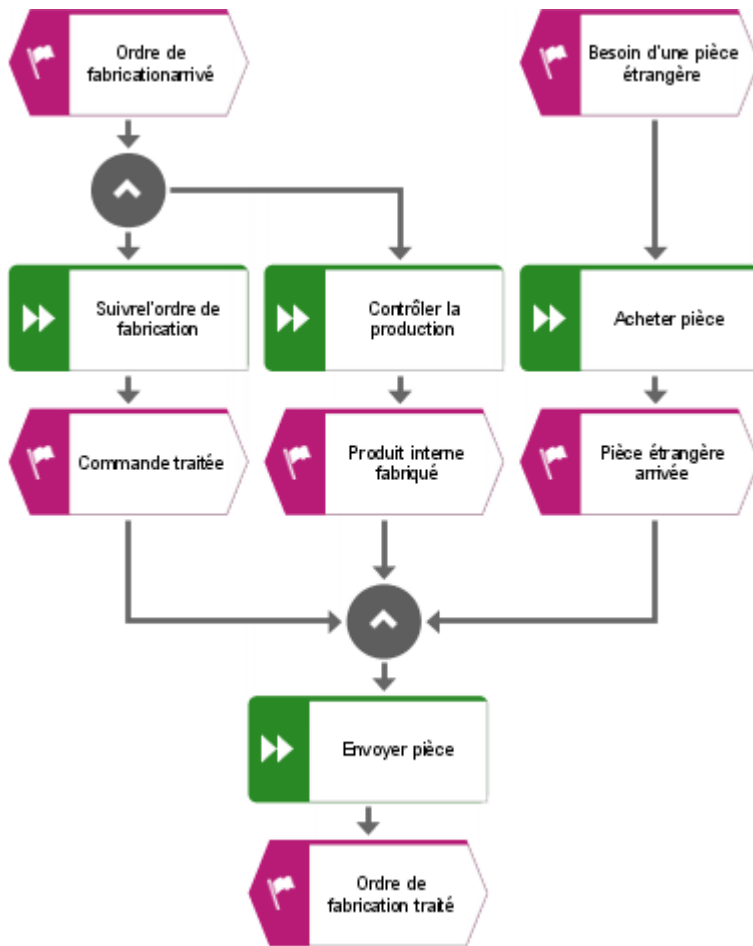 Ordre de
fabricationarrivé
Besoin d'une pièce
étrangère
Suivrel'ordre de
fabrication
Contrôler la
production
Acheter pièce
Commande traitée
Produit interne
fabriqué
Pièce étrangère
arrivée
Envoyer pièce
Ordre de
fabrication traité